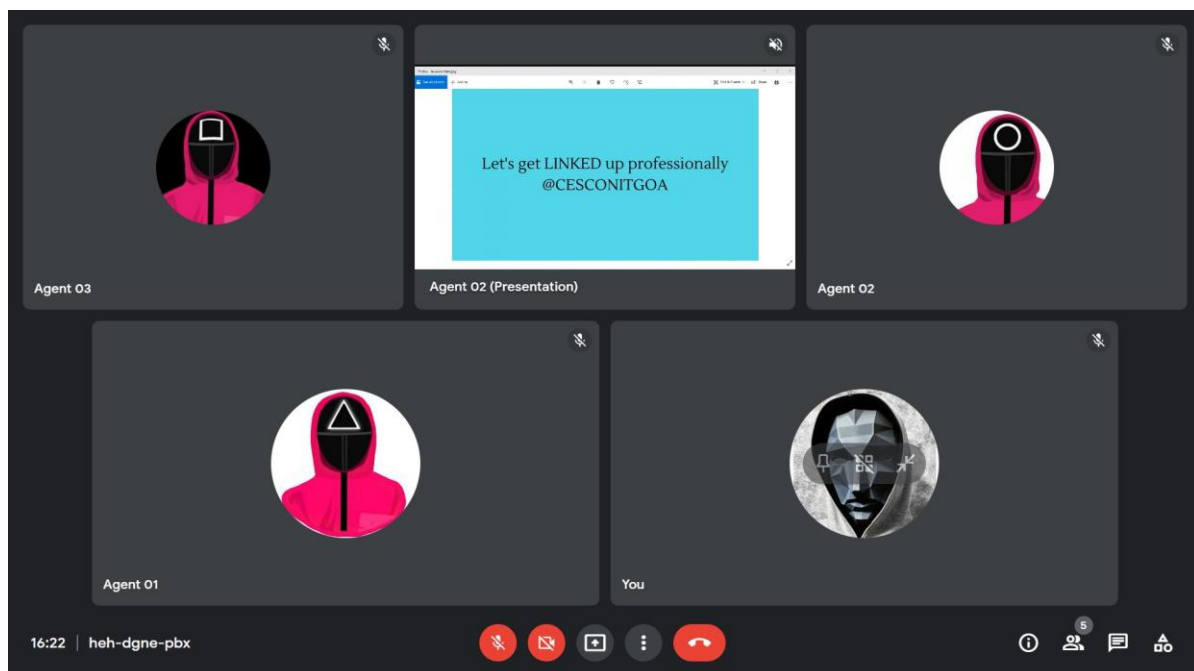 Let's get LINKED up professionally
@CESCONITGOA
Agent 03
Agent 02 (Presentation)
Agent 02
Agent 01
You
16:22 | heh-dgne-pbx
5